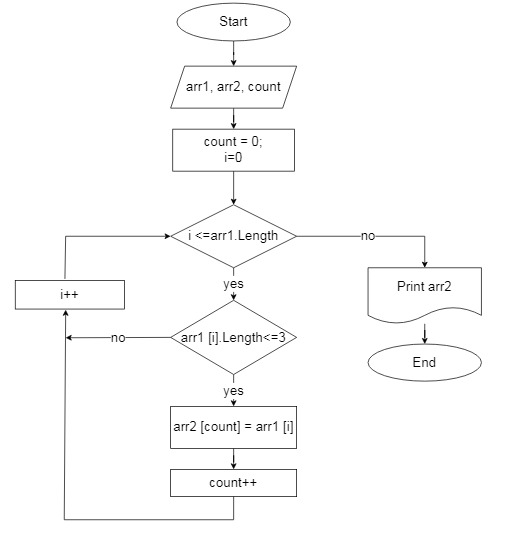 Start
arr1, arr2, count
count = 0;
i=0
i <=arr1.Length
no
yes
i++
Print arr2
arr1 [i].Length<=3
no
End
yes
arr2 [count] = arr1 [i]
count++